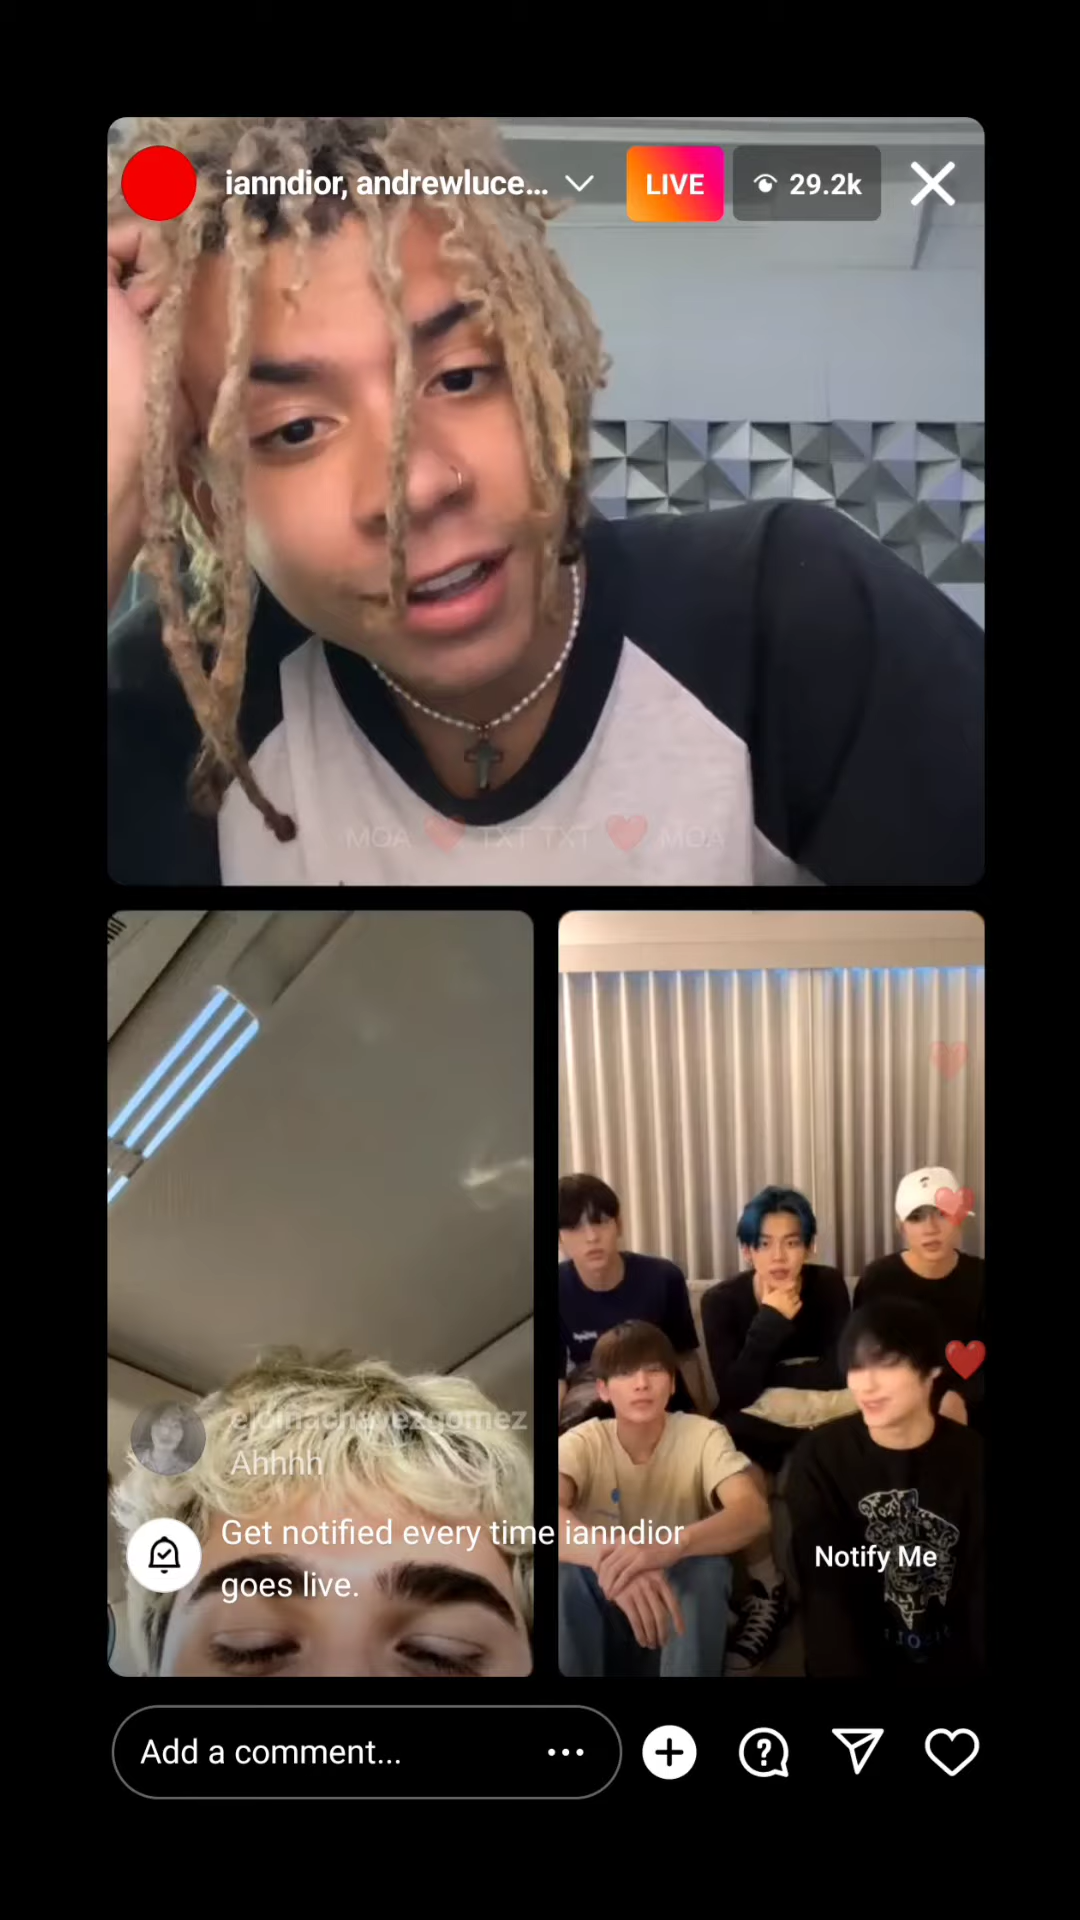 ianndior, andrewluce...
LIVE
29.2k
MOA ❤️ TXT TXT ❤️ MOA
Ahhhh
Get notified every time ianndior
goes live.
Notify Me
Add a comment...